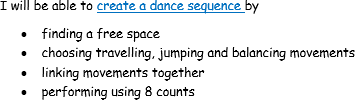 I will be able to create a dance sequence by
• finding a free space
• choosing travelling, jumping and balancing movements
• linking movements together
• performing using 8 counts